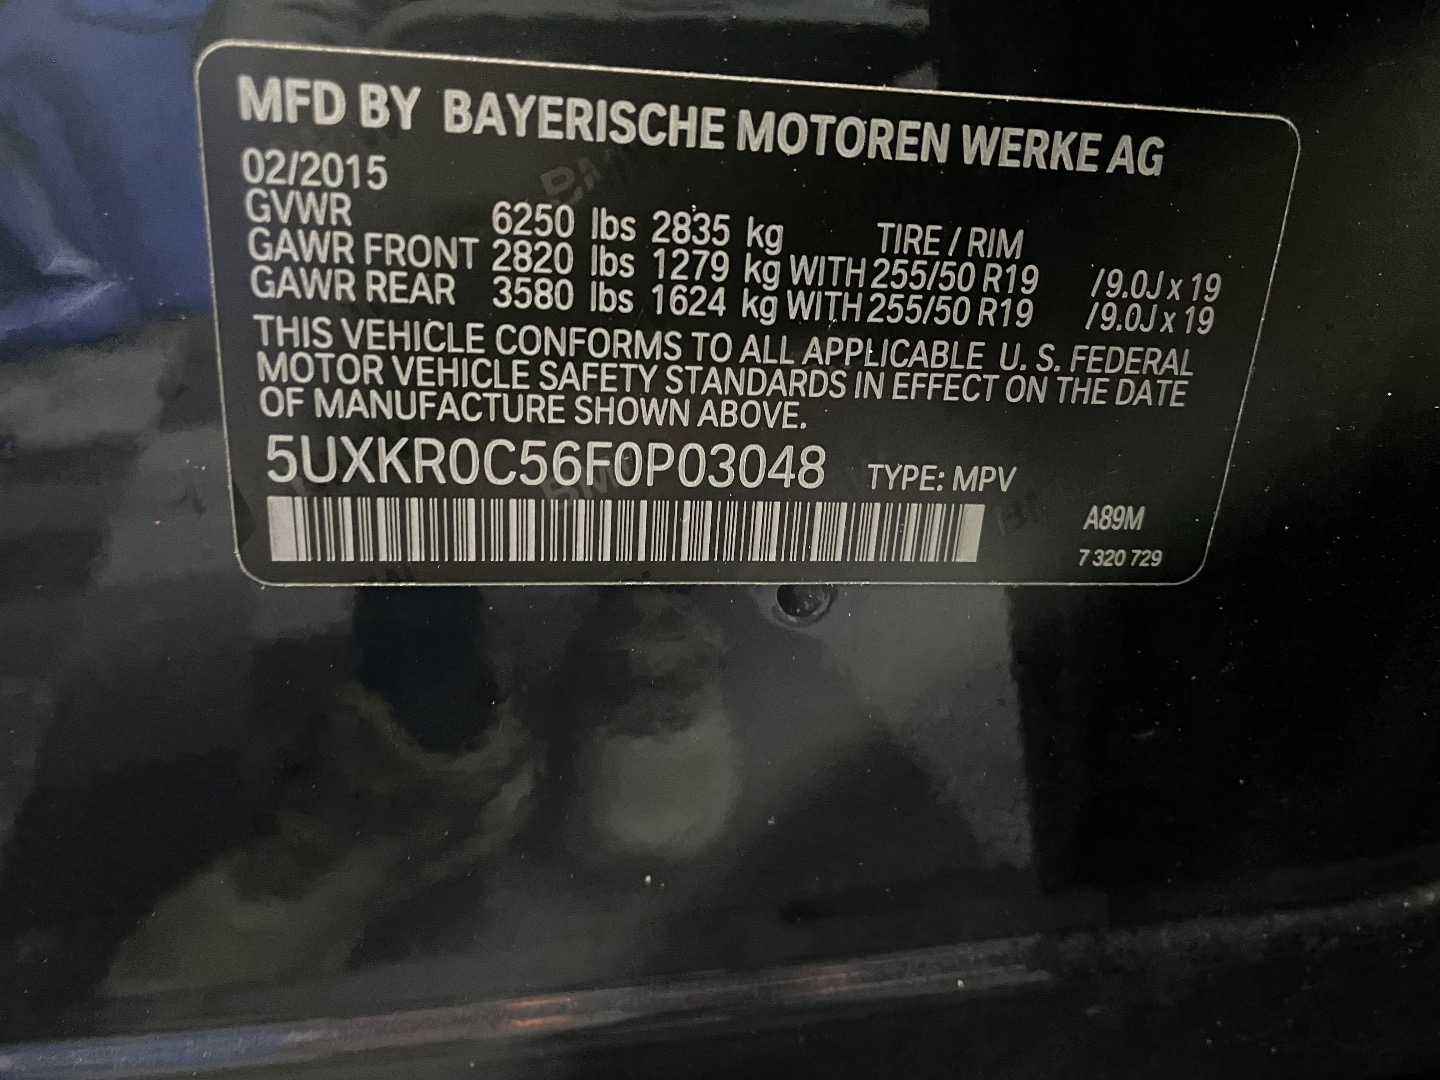 MFD BY BAYERISCHE MOTOREN WERKE AG
02/2015
GVWR 6250 lbs 2835 kg TIRE / RIM
GAWR FRONT 2820 lbs 1279 kg WITH 255/50 R19 /9.0J x 19
GAWR REAR 3580 lbs 1624 kg WITH 255/50 R19 /9.0J x 19
THIS VEHICLE CONFORMS TO ALL APPLICABLE U. S. FEDERAL
MOTOR VEHICLE SAFETY STANDARDS IN EFFECT ON THE DATE
OF MANUFACTURE SHOWN ABOVE.
5UXKR0C56F0P03048 TYPE: MPV
A89M
7 320 729